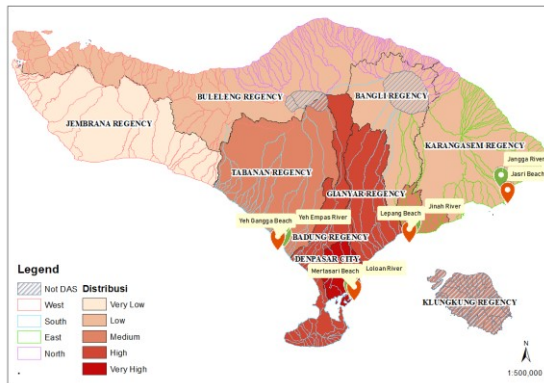 BULELENG REGENCY
BANGLI REGENCY
JEMBRANA REGENCY
KARANGASEM REGENCY
Jangga River
TABANAN REGENCY
Jasri River
GIANYAR REGENCY
Yeh Gangga Beach
Yeh Empas River
Lepang Beach
Jinah River
BADUNG REGENCY
DENPASAR CITY
Mertasari Beach
Loloan River
KLUNGKUNG REGENCY
Legend
Not DAS
West
South
East
North
Distribusi
Very Low
Low
Medium
High
Very High
N
1:500,000